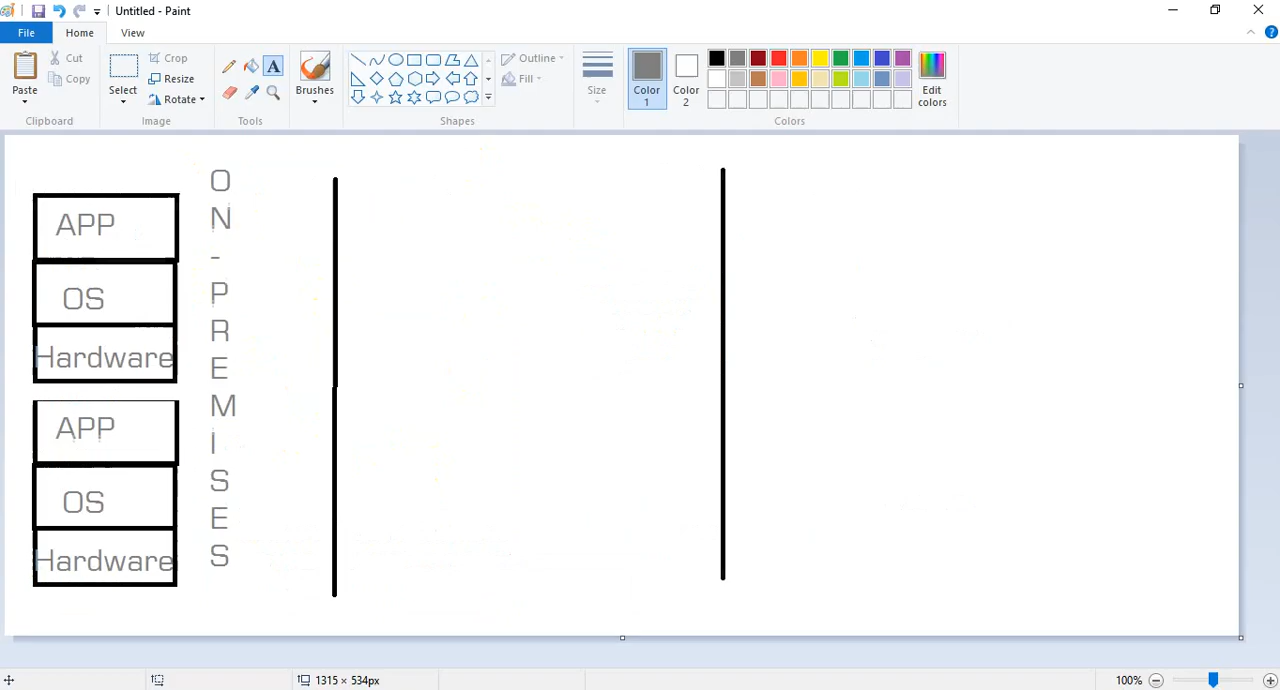 Untitled - Paint
File
Home
View
Paste
Cut
Copy
Clipboard
Select
Crop
Resize
Rotate
Image
A
Tools
Brushes
Outline
Fill
Shapes
Size
Color
1
Color
2
Edit
colors
Colors
APP
OS
Hardware
APP
OS
Hardware
O
N
-
P
R
E
M
I
S
E
S
1315 × 534px
100%